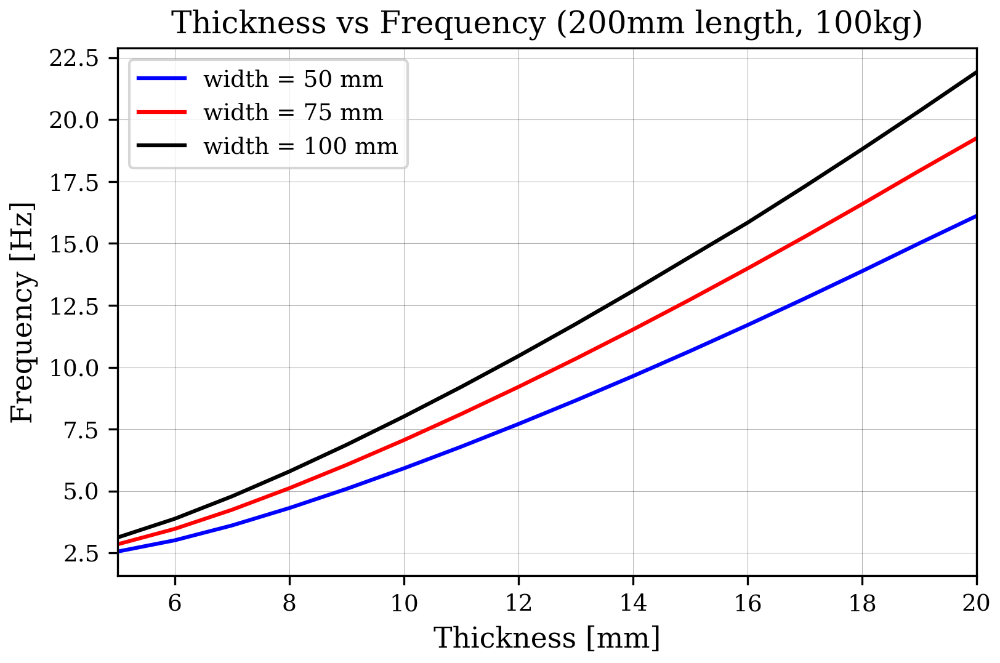 Thickness vs Frequency (200mm length, 100kg)
width = 50 mm
width = 75 mm
width = 100 mm
Frequency [Hz]
22.5
20.0
17.5
15.0
12.5
10.0
7.5
5.0
2.5
6 8 10 12 14 16 18 20
Thickness [mm]